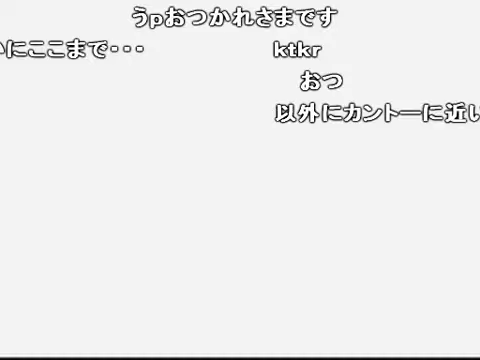 うpおつかれさまです
にここまで・・・
ktkr
おつ
以外にカントーに近い